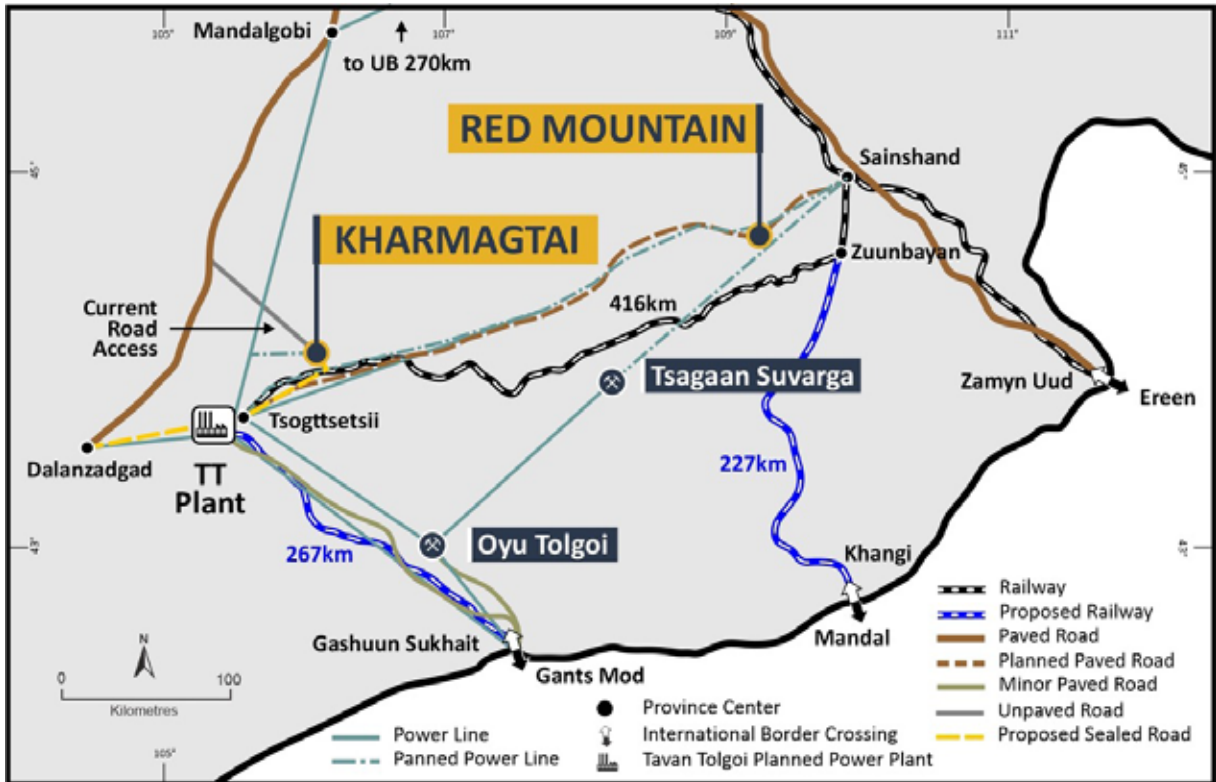 105°
107°
109°
111°
Mandalgobi
to UB 270km
RED MOUNTAIN
Sainshand
45°
45°
KHARMAGTAI
Zuunbayan
Current
Road
Access
416km
Tsagaan Suvarga
Zamyn Uud
Ereen
Tsogttsetsii
Dalanzadgad
TT
Plant
227km
Oyu Tolgoi
43°
43°
267km
Khangi
Gashuun Sukhait
Mandal
Gants Mod
N
0
100
Kilometres
105°
Power Line
Panned Power Line
Province Center
International Border Crossing
Tavan Tolgoi Planned Power Plant
Railway
Proposed Railway
Paved Road
Planned Paved Road
Minor Paved Road
Unpaved Road
Proposed Sealed Road